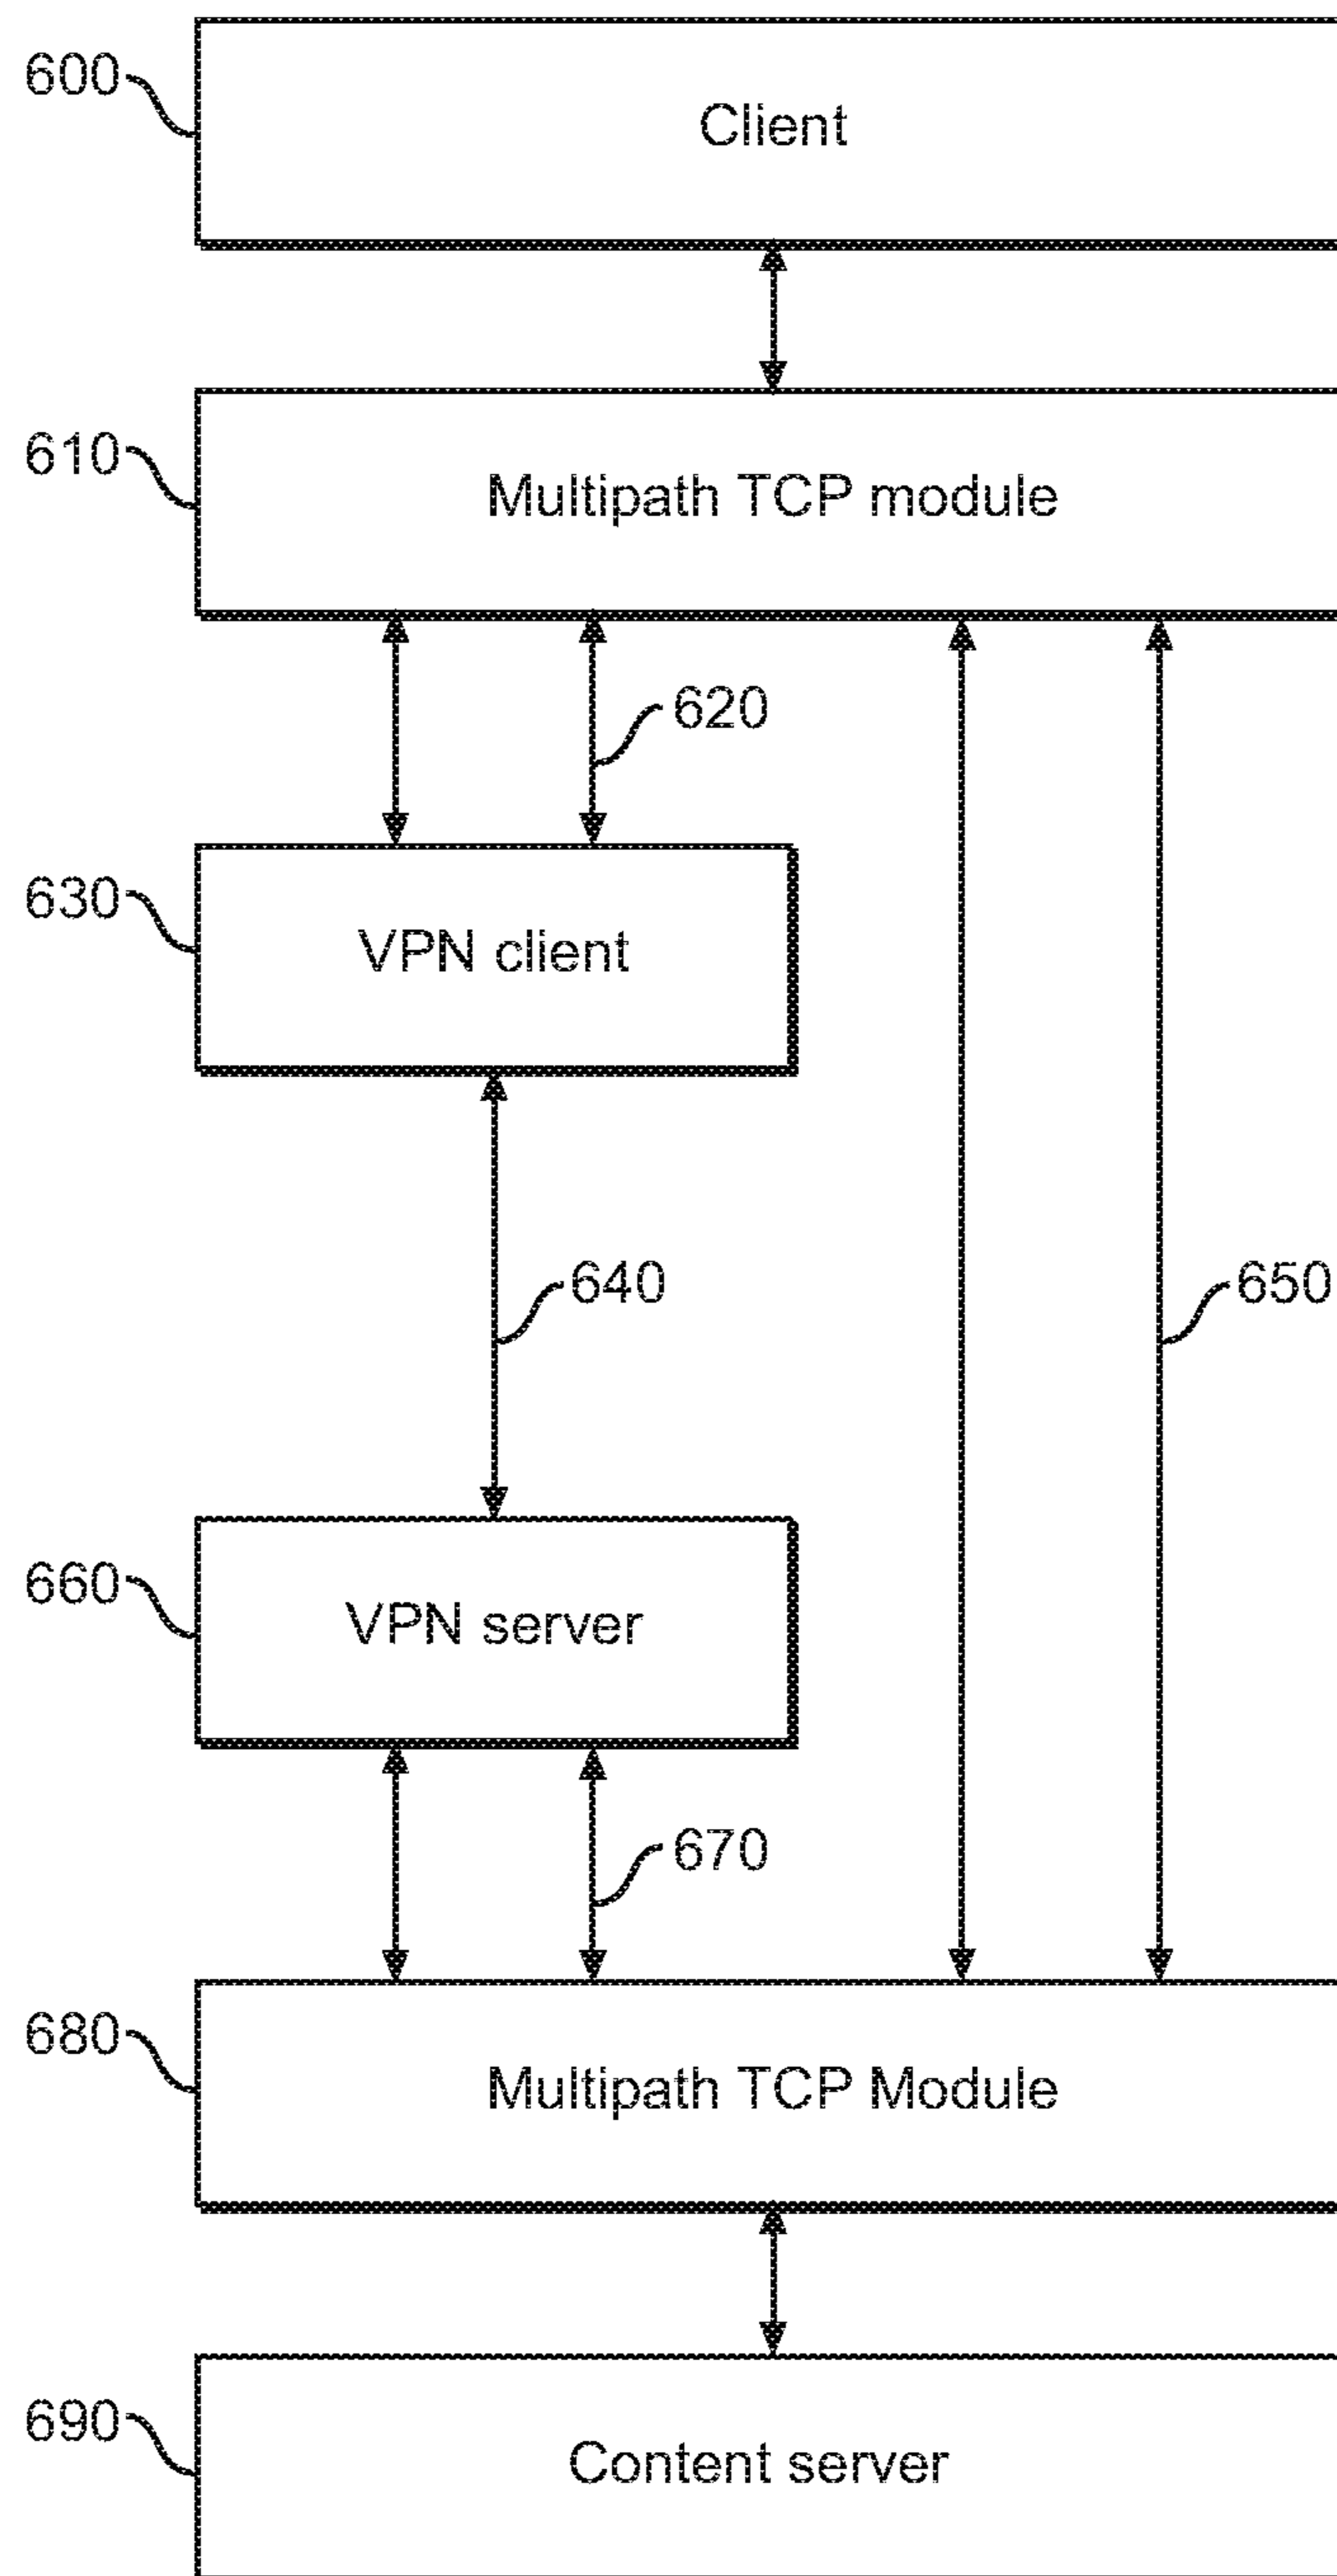 600
Client
610
Multipath TCP module
620
630
VPN client
640
650
660
VPN server
670
680
Multipath TCP Module
690
Content server